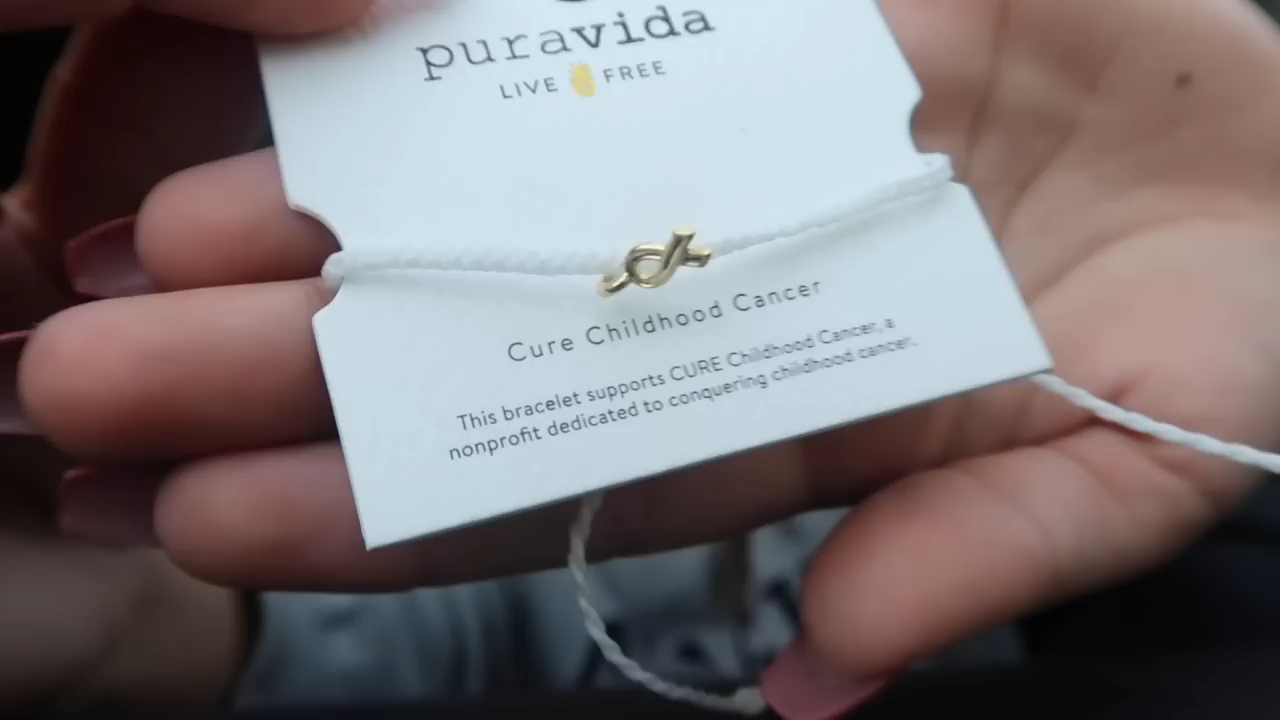 puravida
LIVE FREE
Cure Childhood Cancer
This bracelet supports CURE Childhood Cancer, a
nonprofit dedicated to conquering childhood cancer.